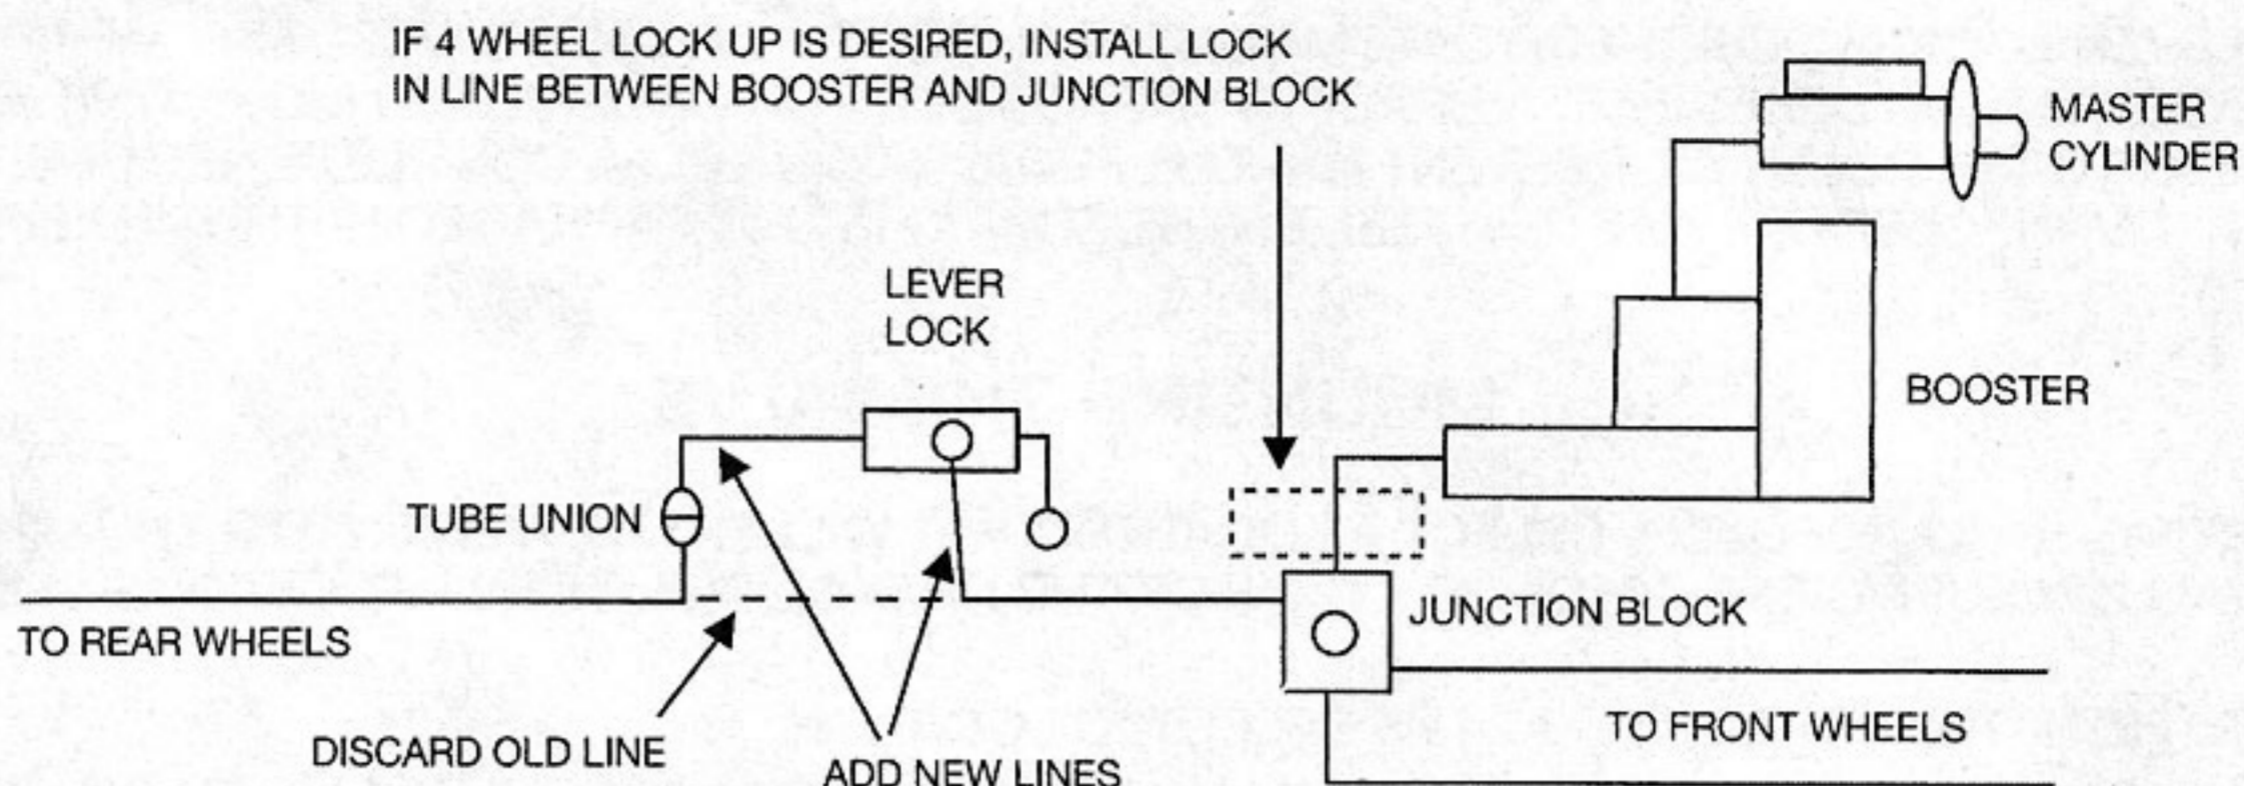 IF 4 WHEEL LOCK UP IS DESIRED, INSTALL LOCK
IN LINE BETWEEN BOOSTER AND JUNCTION BLOCK
MASTER
CYLINDER
LEVER
LOCK
BOOSTER
TUBE UNION
JUNCTION BLOCK
TO REAR WHEELS
TO FRONT WHEELS
DISCARD OLD LINE
ADD NEW LINES